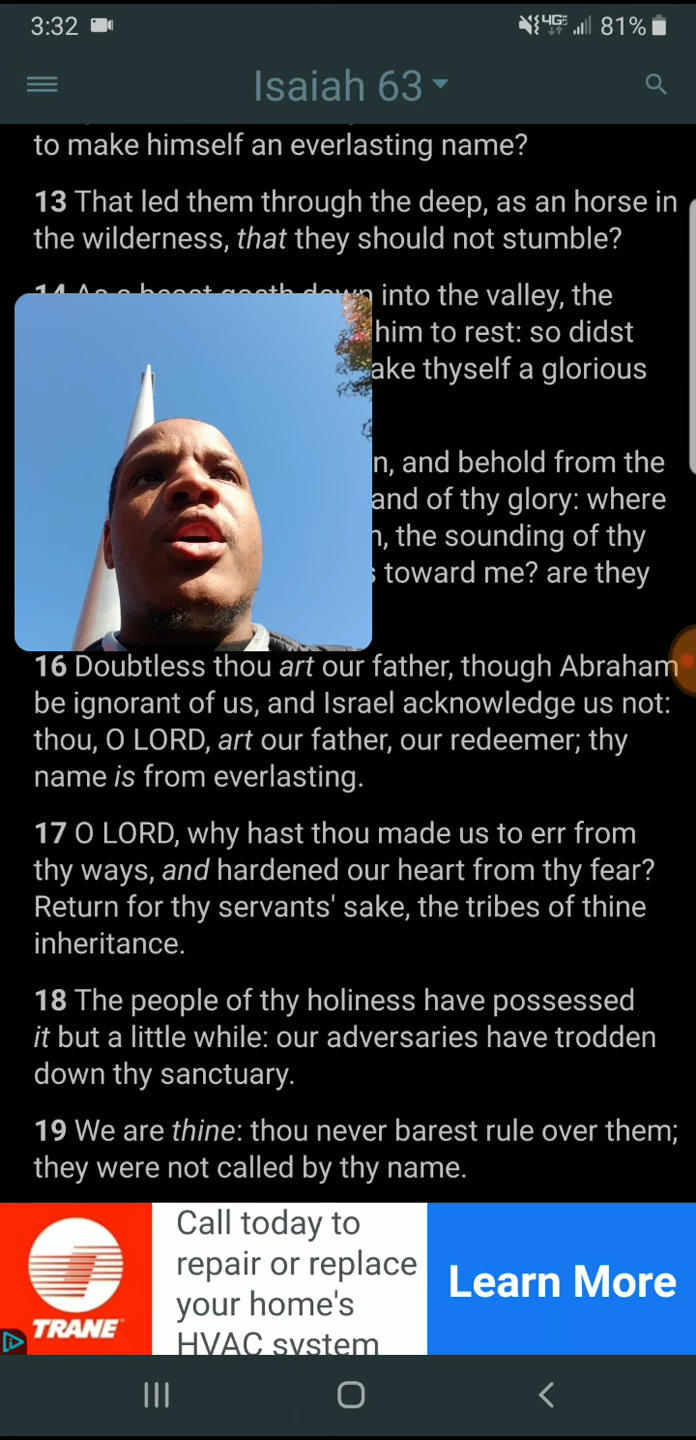 3:32 4G 81%
Isaiah 63
to make himself an everlasting name?
13 That led them through the deep, as an horse in
the wilderness, that they should not stumble?
14 As a beast goeth down into the valley, the
him to rest: so didst
ake thyself a glorious
n, and behold from the
and of thy glory: where
, the sounding of thy
toward me? are they
16 Doubtless thou art our father, though Abraham
be ignorant of us, and Israel acknowledge us not:
thou, O LORD, art our father, our redeemer; thy
name is from everlasting.
17 O LORD, why hast thou made us to err from
thy ways, and hardened our heart from thy fear?
Return for thy servants' sake, the tribes of thine
inheritance.
18 The people of thy holiness have possessed
it but a little while: our adversaries have trodden
down thy sanctuary.
19 We are thine: thou never barest rule over them;
they were not called by thy name.
Call today to
repair or replace
your home's
HVAC system
TRANE
Learn More